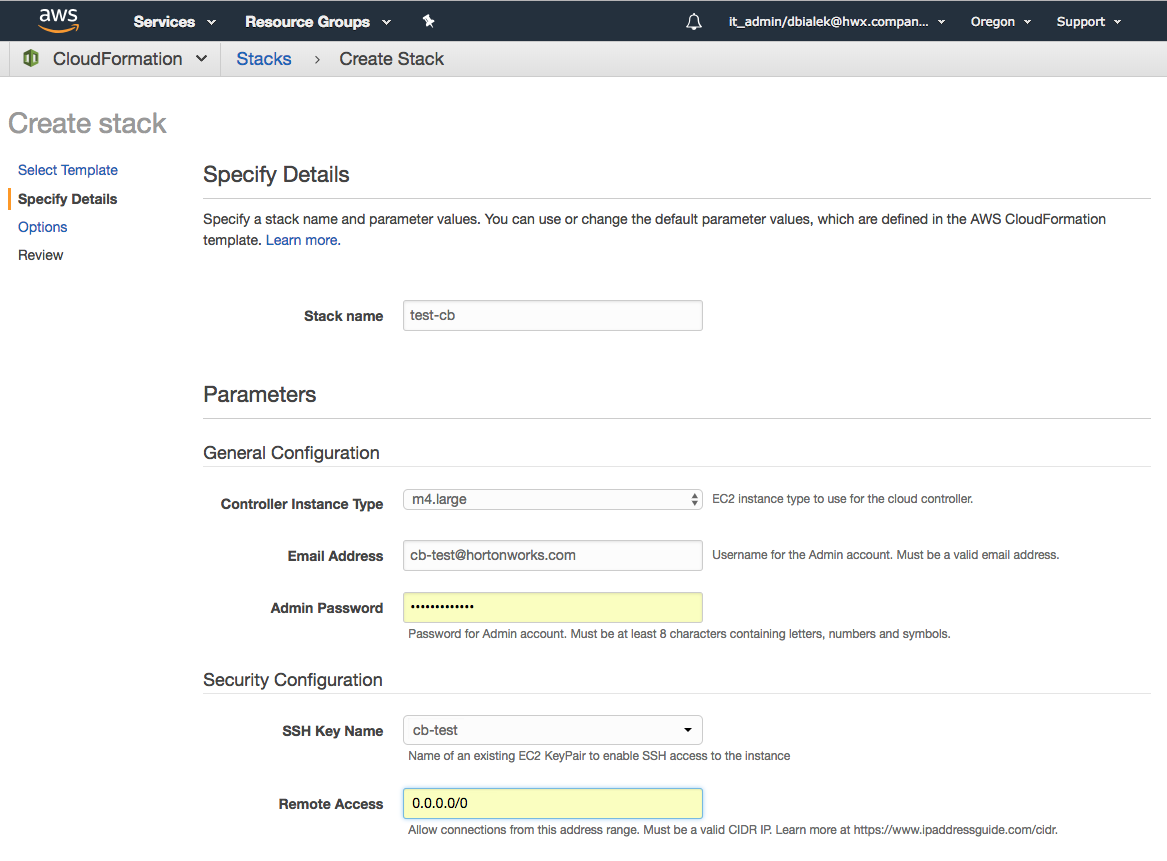 aws Services Resource Groups it_admin/dbialek@hwx.compan... Oregon Support
CloudFormation Stacks > Create Stack
Create stack
Select Template
Specify Details
Options
Review
Specify Details
Specify a stack name and parameter values. You can use or change the default parameter values, which are defined in the AWS CloudFormation
template. Learn more.
Stack name test-cb
Parameters
General Configuration
Controller Instance Type m4.large EC2 instance type to use for the cloud controller.
Email Address cb-test@hortonworks.com Username for the Admin account. Must be a valid email address.
Admin Password •••••••••••••
Password for Admin account. Must be at least 8 characters containing letters, numbers and symbols.
Security Configuration
SSH Key Name cb-test
Name of an existing EC2 KeyPair to enable SSH access to the instance
Remote Access 0.0.0.0/0
Allow connections from this address range. Must be a valid CIDR IP. Learn more at https://www.ipaddressguide.com/cidr.